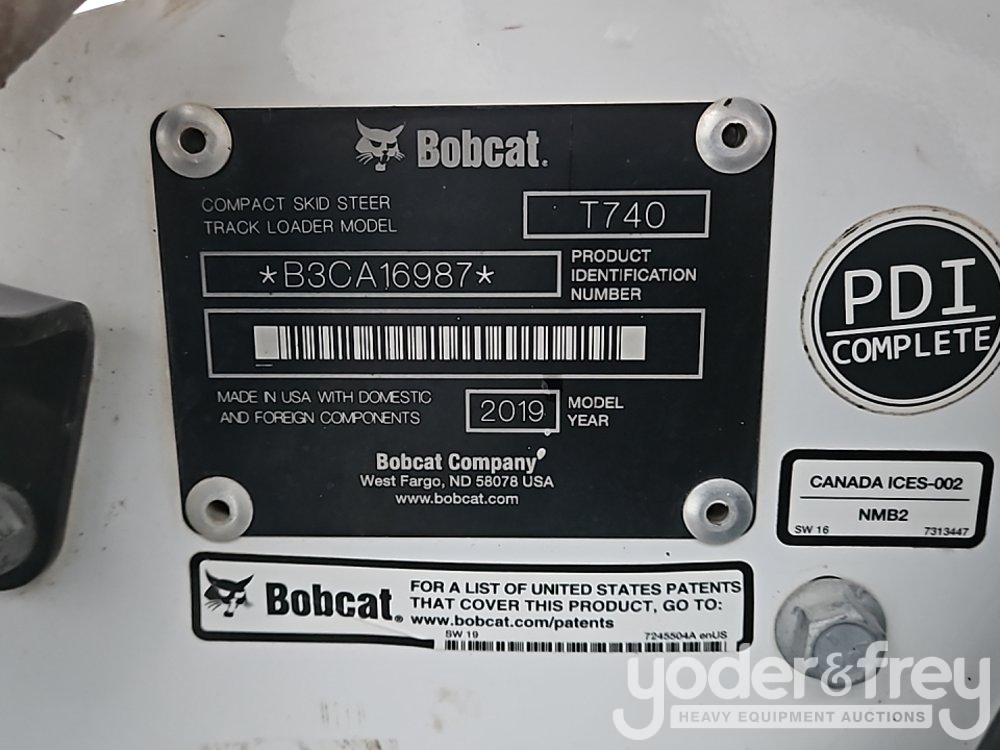 Bobcat.
COMPACT SKID STEER
TRACK LOADER MODEL
T740
*B3CA16987*
PRODUCT
IDENTIFICATION
NUMBER
MADE IN USA WITH DOMESTIC
AND FOREIGN COMPONENTS
2019
MODEL
YEAR
Bobcat Company
West Fargo, ND 58078 USA
www.bobcat.com
PDI
COMPLETE
CANADA ICES-002
NMB2
SW 16 7313447
Bobcat®
FOR A LIST OF UNITED STATES PATENTS
THAT COVER THIS PRODUCT, GO TO:
www.bobcat.com/patents
SW 19 7245504A enUS
yoder&frey
HEAVY EQUIPMENT AUCTIONS